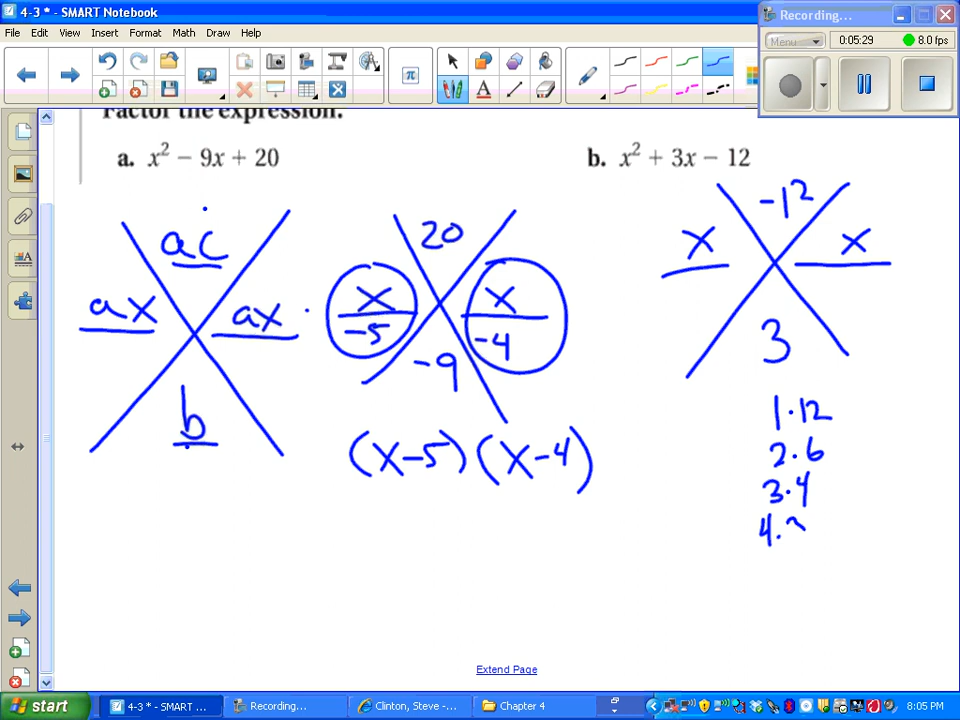 4-3 * - SMART Notebook
File Edit View Insert Format Math Draw Help
Recording...
Menu
0:05:29
8.0 fps
Factor the expression.
a. x² − 9x + 20
b. x² + 3x − 12
ac
ax ax
b
20
x x
-5 -4
-9
(x-5)(x-4)
-12
x x
3
1·12
2·6
3·4
4·
Extend Page
start
4-3 * - SMART ...
Recording...
Clinton, Steve -...
Chapter 4
8:05 PM